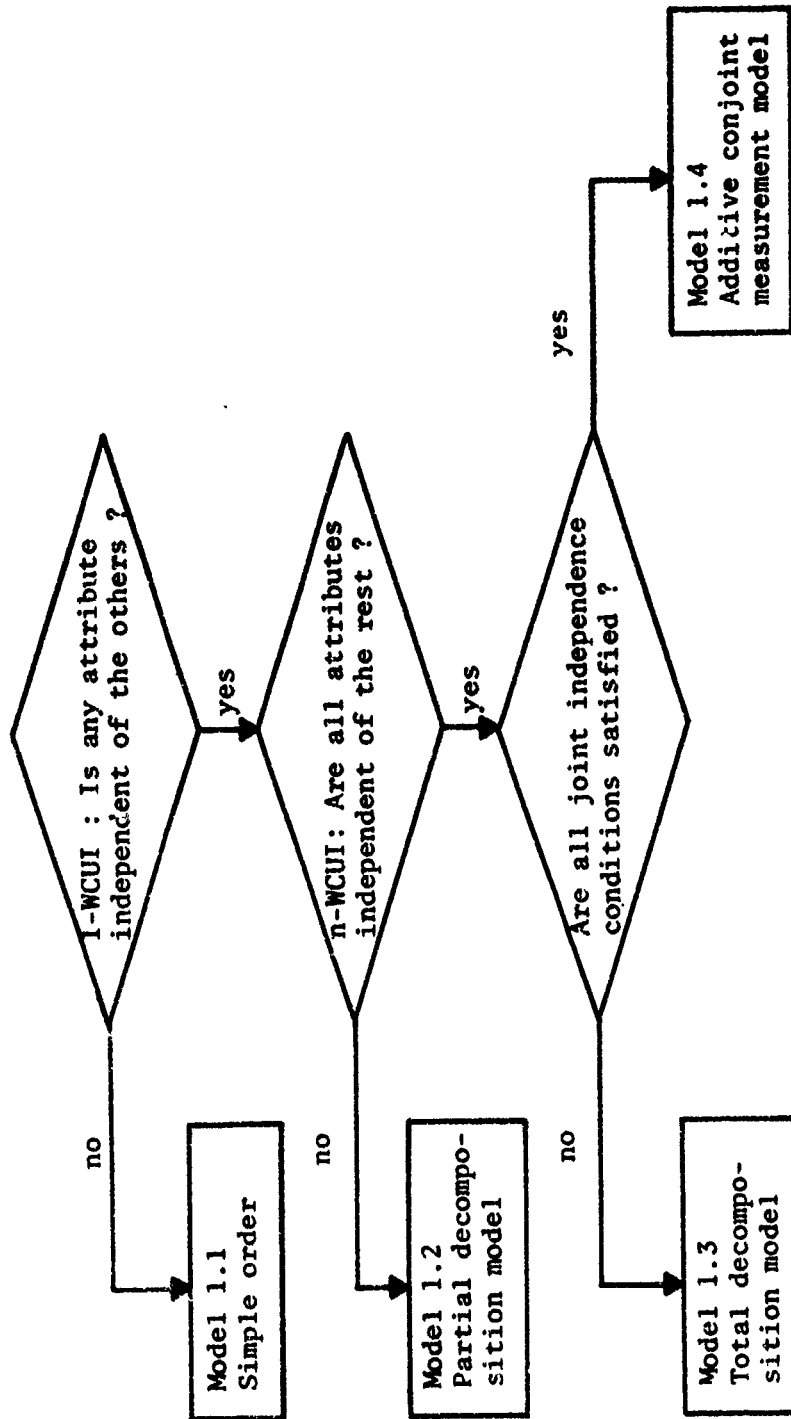 1-WCUI : Is any attribute
independent of the others ?
no
yes
Model 1.1
Simple order
n-WCUI: Are all attributes
independent of the rest ?
no
yes
Model 1.2
Partial decompo-
sition model
Are all joint independence
conditions satisfied ?
no
yes
Model 1.3
Total decompo-
sition model
Model 1.4
Additive conjoint
measurement model